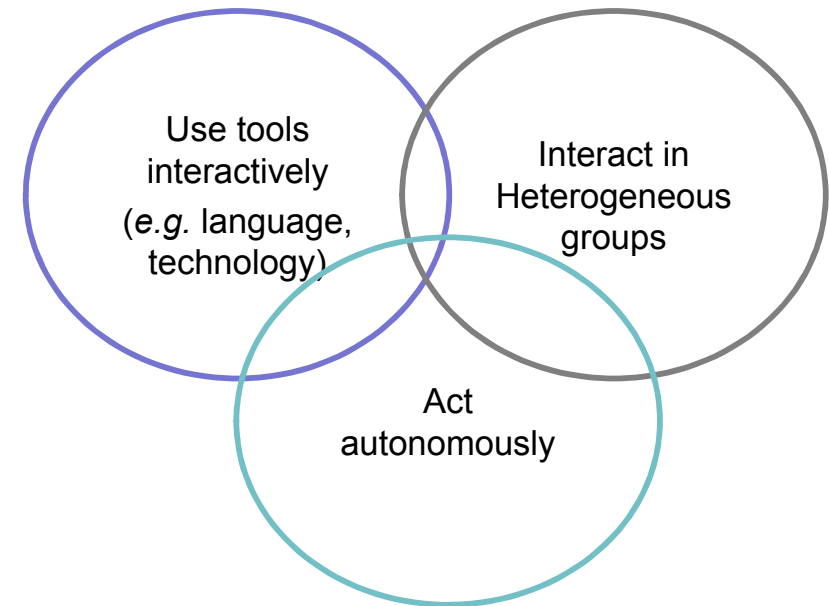 Use tools
interactively
(e.g. language,
technology)
Interact in
Heterogeneous
groups
Act
autonomously